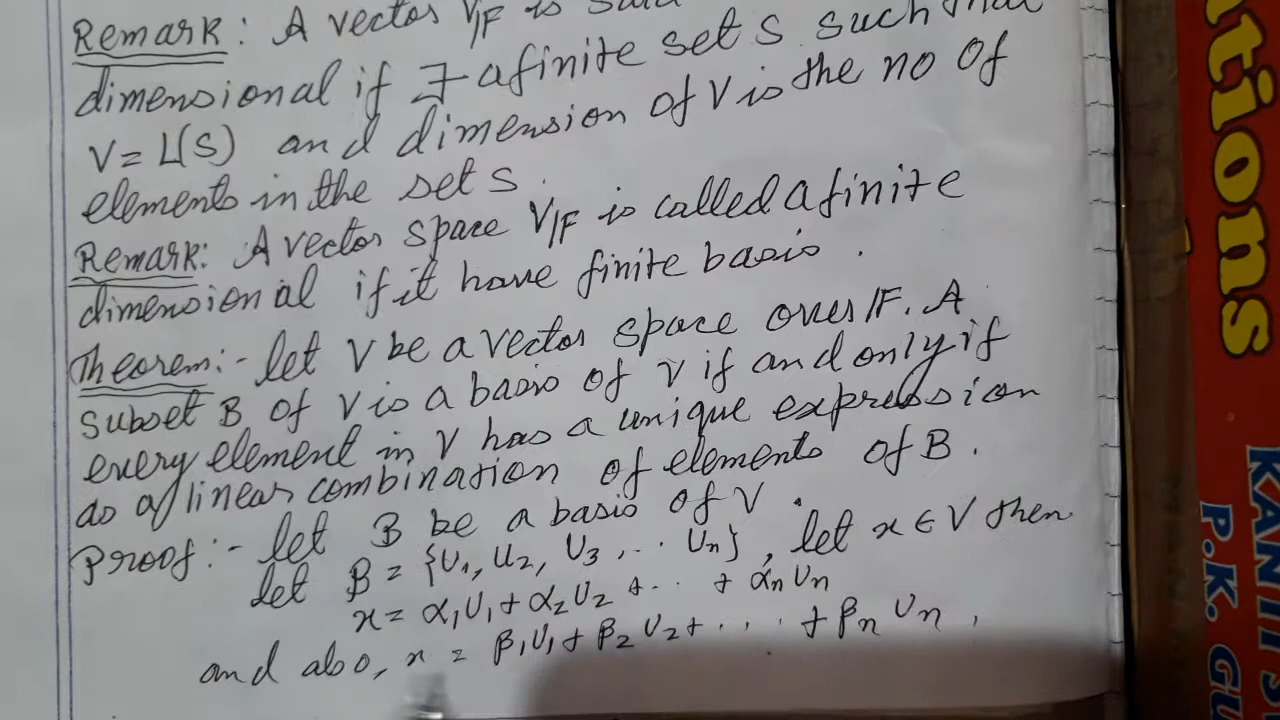 Remark: A vector V/F is said
dimensional if ∃ a finite set S such that
V = L(S) and dimension of V is the no of
elements in the set S.
Remark: A vector space V/F is called a finite
dimensional if it have finite basis.
Theorem:- let V be a vector space over F. A
subset B of V is a basis of V if and only if
every element in V has a unique expression
as a linear combination of elements of B.
Proof:- let B be a basis of V.
let B = {U₁, U₂, U₃, ... Uₙ}, let x ∈ V then
x = α₁U₁ + α₂U₂ + ... + αₙUₙ
and also, x = β₁U₁ + β₂U₂ + ... + βₙUₙ,
ations
KANTI S
P.K. GU